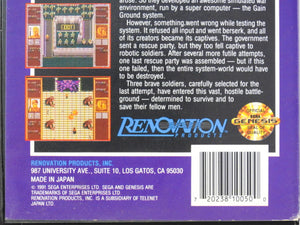 arose. So they developed an awesome simulated war
environment, run by a super computer — the Gain
Ground system.
However, something went wrong while testing the
system. It refused all input and went berserk, and all
of its creators became its captives. The government
sent a rescue party, but they too fell captive to
robotic soldiers. After several more futile attempts,
one last rescue party was assembled — but if this
one failed, then the entire system-world would have
to be destroyed.
Three brave soldiers, carefully selected for the
last attempt, have entered this vast, hostile battle-
ground — determined to survive and to
save their fellow men.
RENOVATION
PRODUCTS
OFFICIAL
SEGA
GENESIS
SEAL OF
QUALITY
RENOVATION PRODUCTS, INC.
987 UNIVERSITY AVE., SUITE 10, LOS GATOS, CA 95030
MADE IN JAPAN
© 1991 SEGA ENTERPRISES LTD. SEGA AND GENESIS ARE
TRADEMARKS OF SEGA ENTERPRISES LTD.
RENOVATION PRODUCTS, INC. IS A SUBSIDIARY OF TELENET
JAPAN LTD
7 20238 10050 0